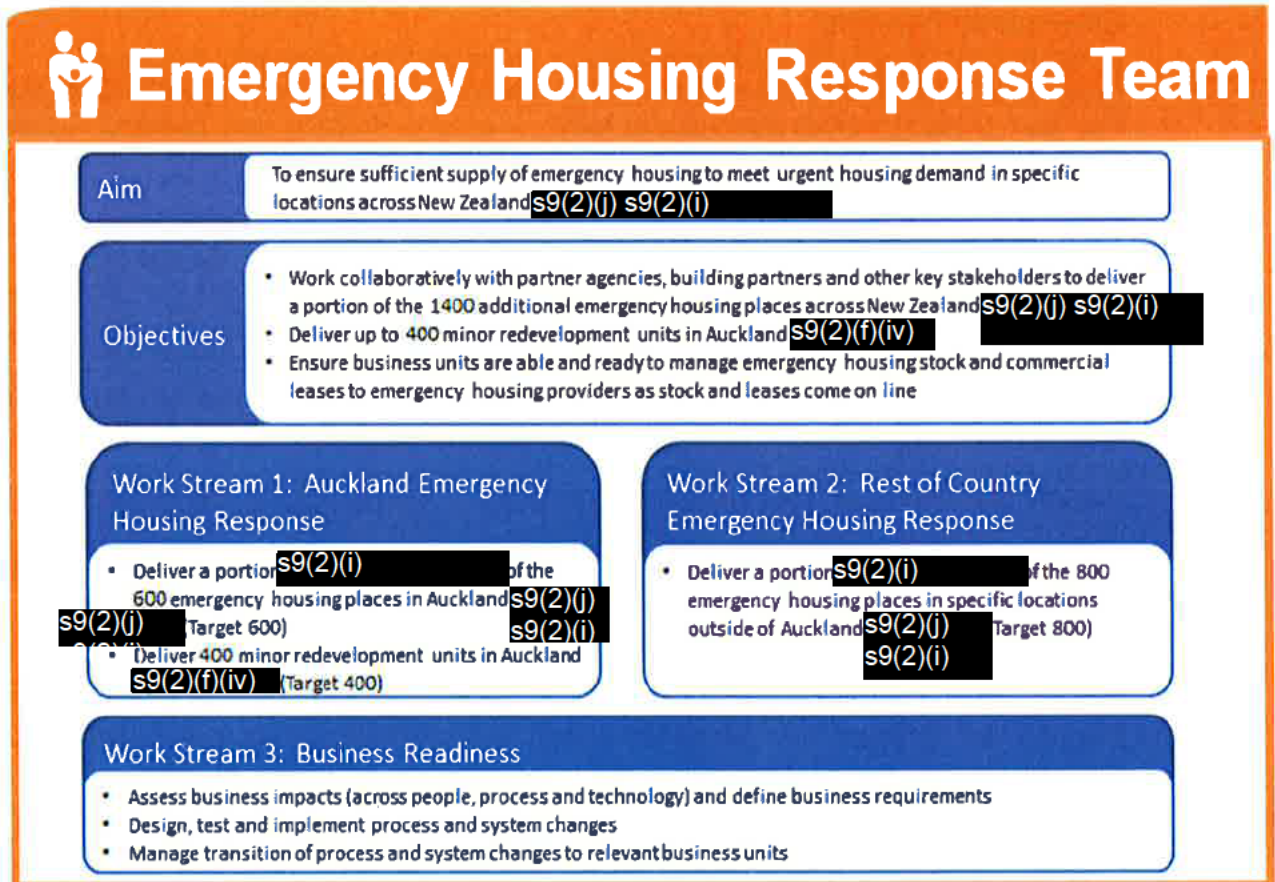 Emergency Housing Response Team
Aim
To ensure sufficient supply of emergency housing to meet urgent housing demand in specific
locations across New Zealand s9(2)(j) s9(2)(i)
Objectives
• Work collaboratively with partner agencies, building partners and other key stakeholders to deliver
a portion of the 1400 additional emergency housing places across New Zealand s9(2)(j) s9(2)(i)
• Deliver up to 400 minor redevelopment units in Auckland s9(2)(f)(iv)
• Ensure business units are able and ready to manage emergency housing stock and commercial
leases to emergency housing providers as stock and leases come on line
Work Stream 1: Auckland Emergency
Housing Response
• Deliver a portion s9(2)(i) of the
600 emergency housing places in Auckland s9(2)(j)
s9(2)(j) (Target 600) s9(2)(i)
• Deliver 400 minor redevelopment units in Auckland
s9(2)(f)(iv) (Target 400)
Work Stream 2: Rest of Country
Emergency Housing Response
• Deliver a portion s9(2)(i) of the 800
emergency housing places in specific locations
outside of Auckland s9(2)(j) Target 800)
s9(2)(i)
Work Stream 3: Business Readiness
• Assess business impacts (across people, process and technology) and define business requirements
• Design, test and implement process and system changes
• Manage transition of process and system changes to relevant business units